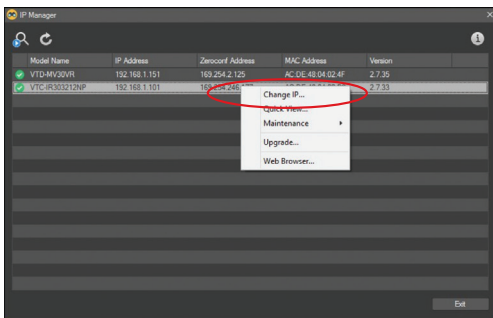 IP Manager
Model Name IP Address Zeroconf Address MAC Address Version
VTD-MV30VR 192.168.1.151 169.254.2.125 AC:DE:48:04:02:4F 2.7.35
VTC-IR303212NP 192.168.1.101 2.7.33
Change IP...
Quick View...
Maintenance
Upgrade...
Web Browser...
Exit